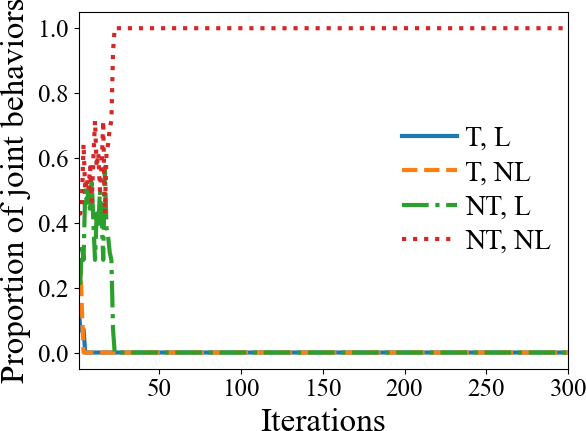 Proportion of joint behaviors
1.0
0.8
0.6
0.4
0.2
0.0
T, L
T, NL
NT, L
NT, NL
50 100 150 200 250 300
Iterations